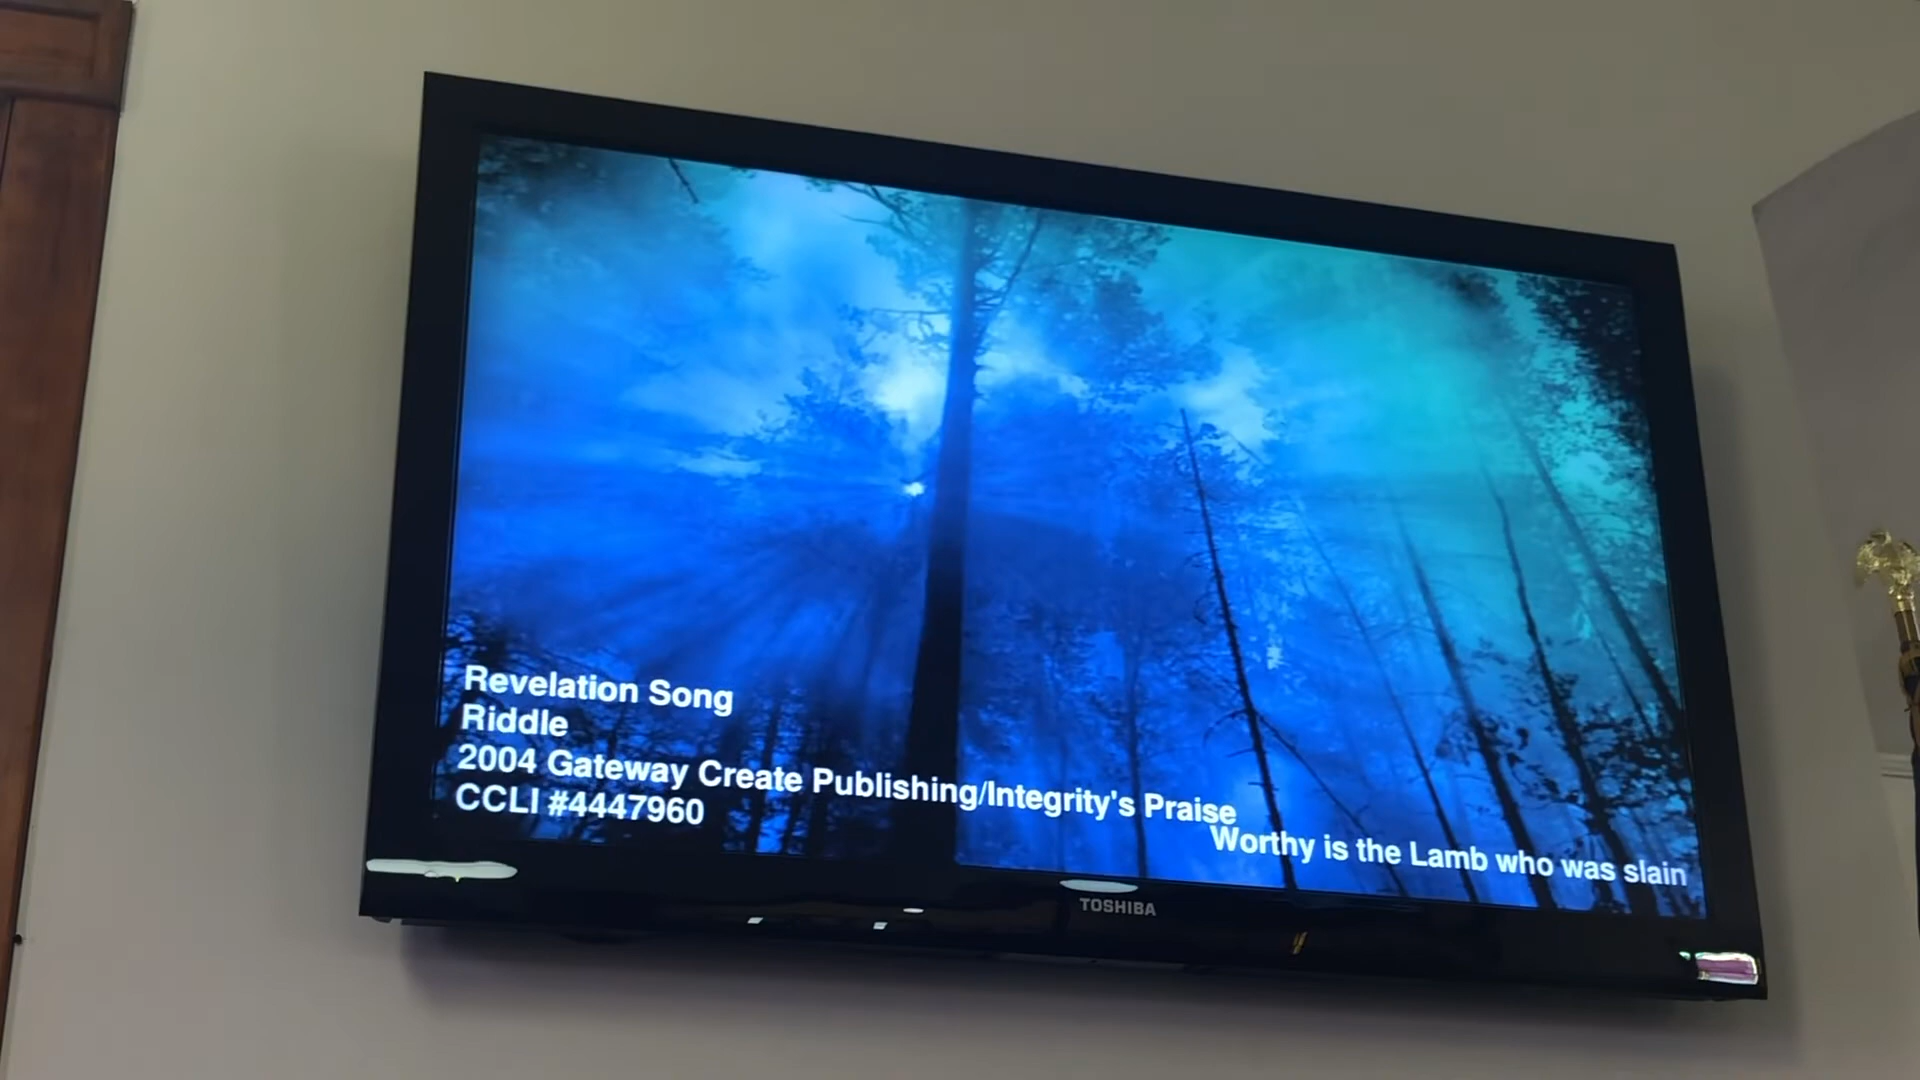 Revelation Song
Riddle
2004 Gateway Create Publishing/Integrity's Praise
CCLI #4447960
Worthy is the Lamb who was slain
TOSHIBA